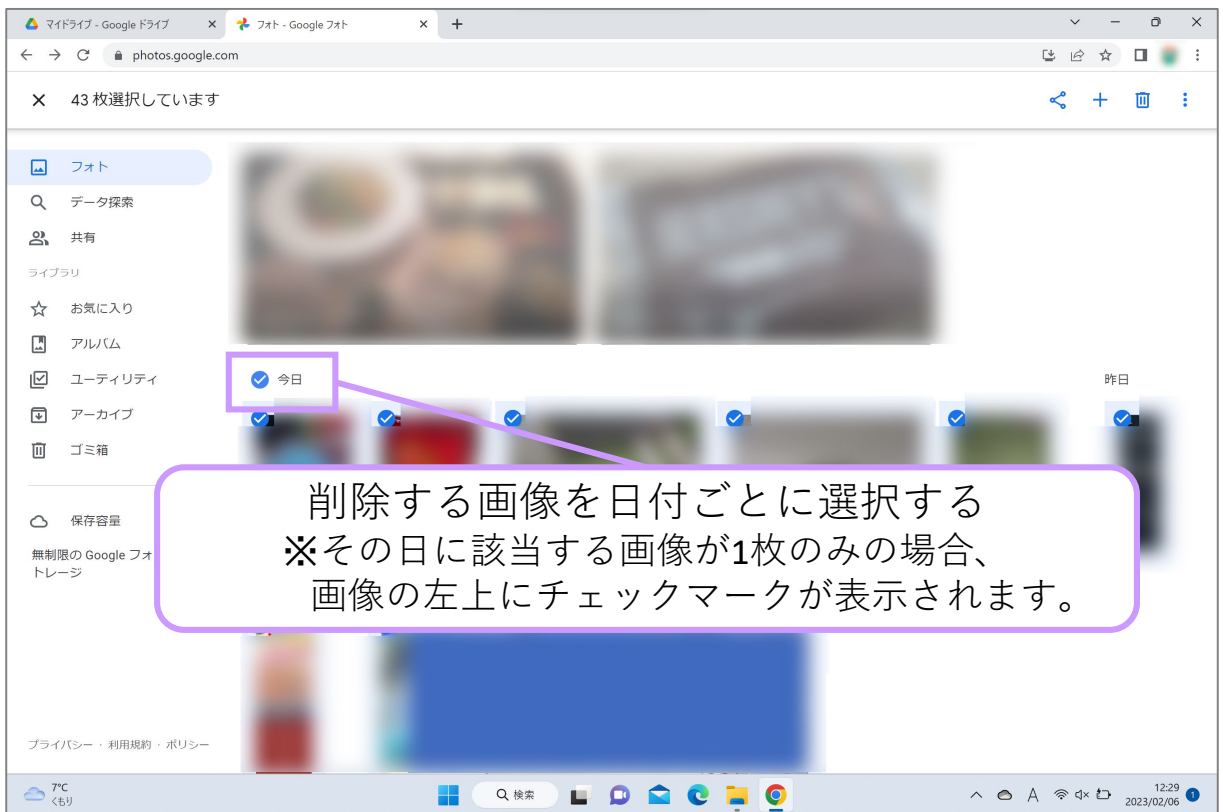 マイドライブ - Google ドライブ
フォト - Google フォト
photos.google.com
43 枚選択しています
フォト
データ探索
共有
ライブラリ
お気に入り
アルバム
ユーティリティ
アーカイブ
ゴミ箱
今日
昨日
削除する画像を日付ごとに選択する
※その日に該当する画像が1枚のみの場合、
画像の左上にチェックマークが表示されます。
保存容量
無制限の Google フォ
トレージ
プライバシー · 利用規約 · ポリシー
7°C
くもり
検索
A
12:29
1